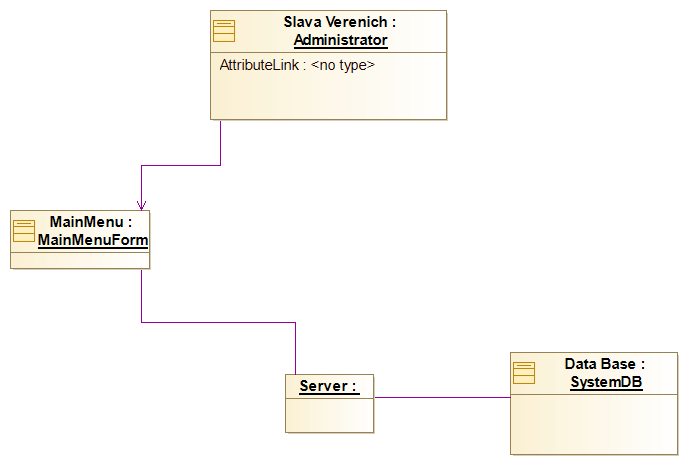 Slava Verenich :
Administrator
AttributeLink : <no type>
MainMenu :
MainMenuForm
Server :
Data Base :
SystemDB